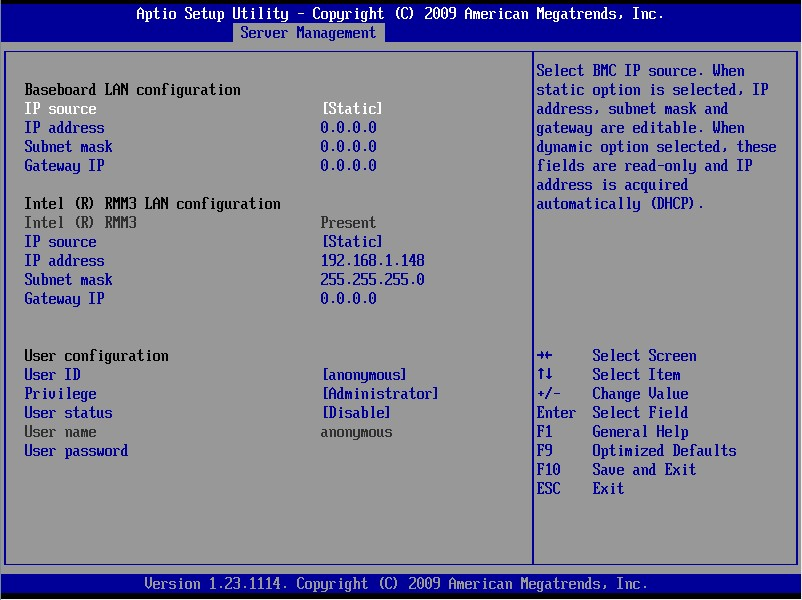 Aptio Setup Utility - Copyright (C) 2009 American Megatrends, Inc.
Server Management
Baseboard LAN configuration
IP source [Static]
IP address 0.0.0.0
Subnet mask 0.0.0.0
Gateway IP 0.0.0.0
Intel (R) RMM3 LAN configuration
Intel (R) RMM3 Present
IP source [Static]
IP address 192.168.1.148
Subnet mask 255.255.255.0
Gateway IP 0.0.0.0
User configuration
User ID [anonymous]
Privilege [Administrator]
User status [Disable]
User name anonymous
User password
Select BMC IP source. When
static option is selected, IP
address, subnet mask and
gateway are editable. When
dynamic option selected, these
fields are read-only and IP
address is acquired
automatically (DHCP).
→← Select Screen
↑↓ Select Item
+/- Change Value
Enter Select Field
F1 General Help
F9 Optimized Defaults
F10 Save and Exit
ESC Exit
Version 1.23.1114. Copyright (C) 2009 American Megatrends, Inc.